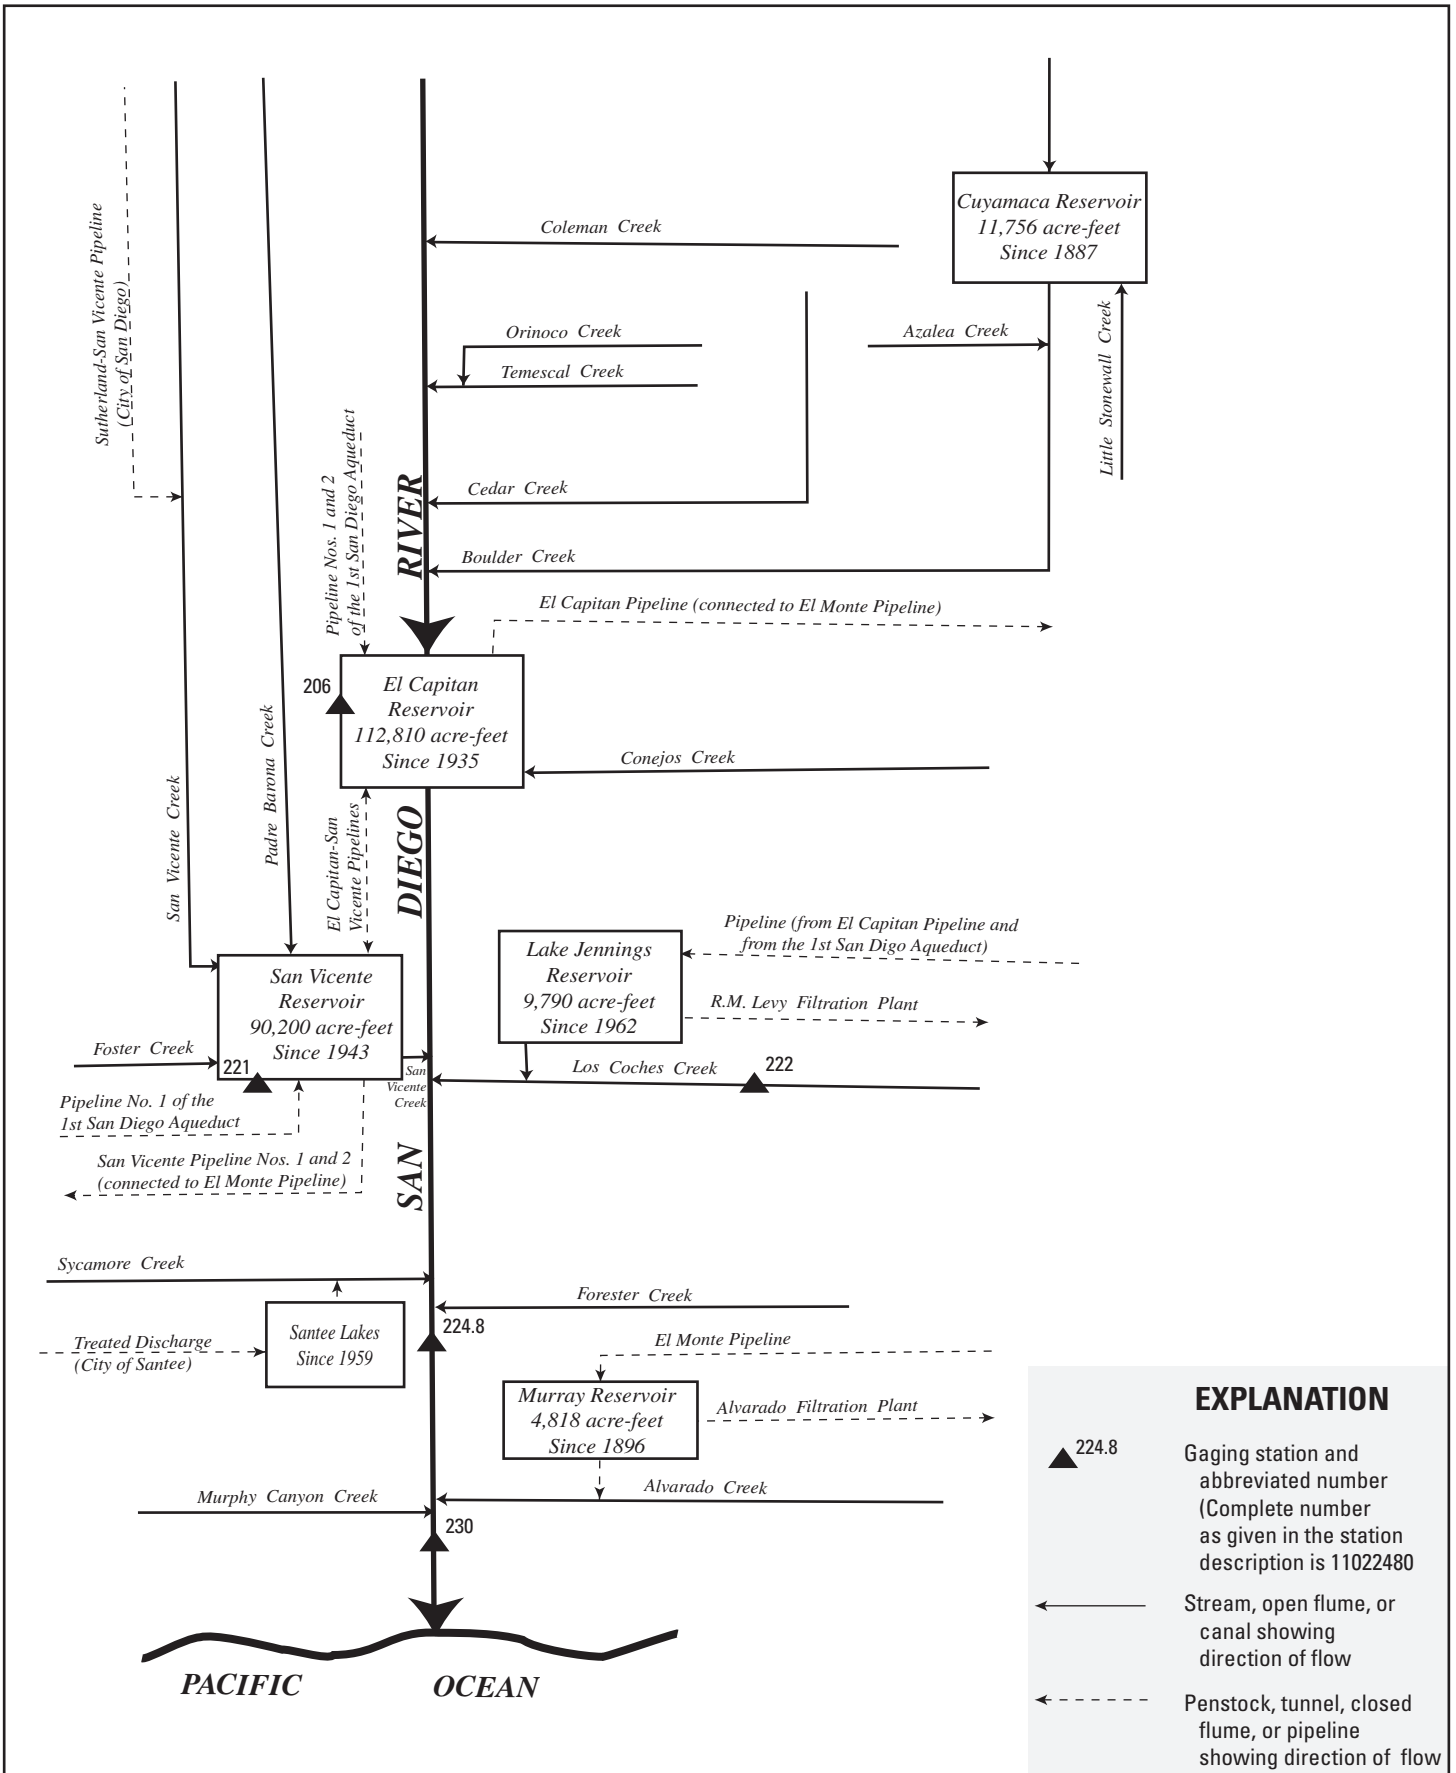 Sutherland-San Vicente Pipeline
(City of San Diego)
Coleman Creek
Cuyamaca Reservoir
11,756 acre-feet
Since 1887
Orinoco Creek
Azalea Creek
Temescal Creek
Little Stonewall Creek
Pipeline Nos. 1 and 2
of the 1st San Diego Aqueduct
Cedar Creek
RIVER
Boulder Creek
El Capitan Pipeline (connected to El Monte Pipeline)
206
El Capitan
Reservoir
112,810 acre-feet
Since 1935
Conejos Creek
San Vicente Creek
Padre Barona Creek
El Capitan-San
Vicente Pipelines
DIEGO
Pipeline (from El Capitan Pipeline and
from the 1st San Digo Aqueduct)
Lake Jennings
Reservoir
9,790 acre-feet
Since 1962
R.M. Levy Filtration Plant
San Vicente
Reservoir
90,200 acre-feet
Since 1943
Foster Creek
221
San
Vicente
Creek
Los Coches Creek
222
Pipeline No. 1 of the
1st San Diego Aqueduct
San Vicente Pipeline Nos. 1 and 2
(connected to El Monte Pipeline)
SAN
Sycamore Creek
Forester Creek
Santee Lakes
Since 1959
224.8
Treated Discharge
(City of Santee)
El Monte Pipeline
Murray Reservoir
4,818 acre-feet
Since 1896
Alvarado Filtration Plant
Murphy Canyon Creek
Alvarado Creek
230
PACIFIC OCEAN
EXPLANATION
224.8
Gaging station and
abbreviated number
(Complete number
as given in the station
description is 11022480
Stream, open flume, or
canal showing
direction of flow
Penstock, tunnel, closed
flume, or pipeline
showing direction of flow